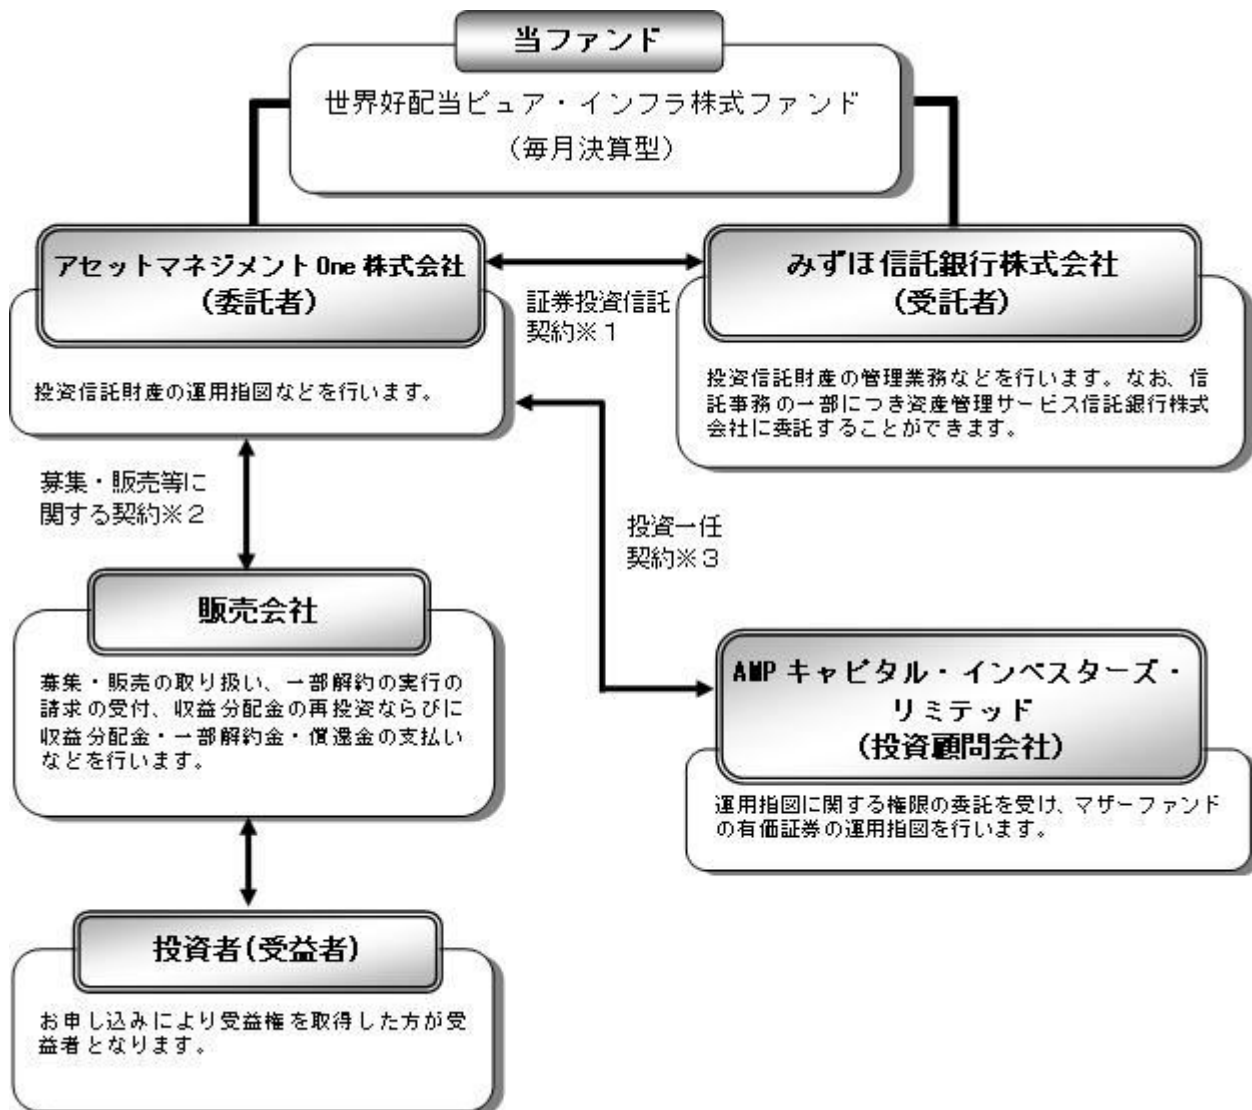 当ファンド
世界好配当ピュア・インフラ株式ファンド
（毎月決算型）
アセットマネジメントOne株式会社
（委託者）
投資信託財産の運用指図などを行います。
証券投資信託
契約※１
みずほ信託銀行株式会社
（受託者）
投資信託財産の管理業務などを行います。なお、信
託事務の一部につき資産管理サービス信託銀行株式
会社に委託することができます。
募集・販売等に
関する契約※２
投資一任
契約※３
販売会社
募集・販売の取り扱い、一部解約の実行の
請求の受付、収益分配金の再投資ならびに
収益分配金・一部解約金・償還金の支払い
などを行います。
AMPキャピタル・インベスターズ・
リミテッド
（投資顧問会社）
運用指図に関する権限の委託を受け、マザーファンド
の有価証券の運用指図を行います。
投資者（受益者）
お申し込みにより受益権を取得した方が受
益者となります。